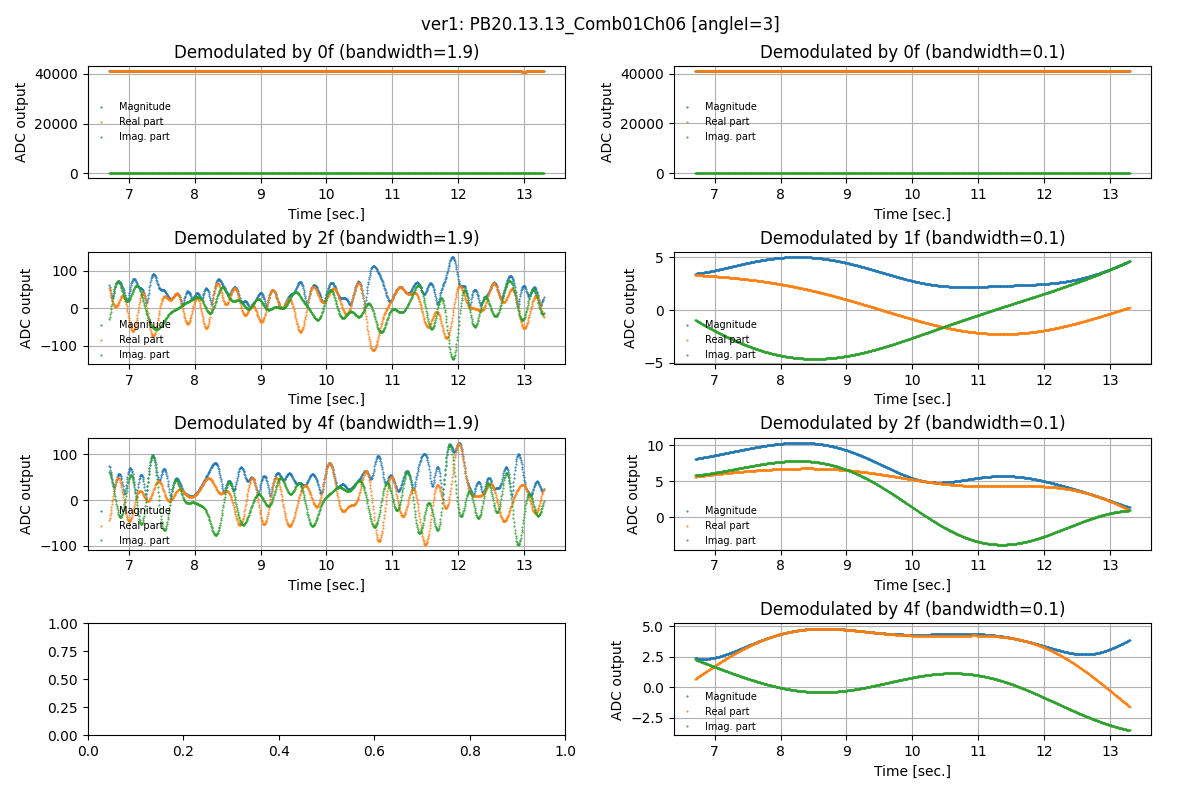 ver1: PB20.13.13_Comb01Ch06 [angleI=3]
Demodulated by 0f (bandwidth=1.9)
ADC output
40000
20000
0
Magnitude
Real part
Imag. part
7 8 9 10 11 12 13
Time [sec.]
Demodulated by 0f (bandwidth=0.1)
ADC output
40000
20000
0
Magnitude
Real part
Imag. part
7 8 9 10 11 12 13
Time [sec.]
Demodulated by 2f (bandwidth=1.9)
ADC output
100
0
−100
Magnitude
Real part
Imag. part
7 8 9 10 11 12 13
Time [sec.]
Demodulated by 1f (bandwidth=0.1)
ADC output
5
0
−5
Magnitude
Real part
Imag. part
7 8 9 10 11 12 13
Time [sec.]
Demodulated by 4f (bandwidth=1.9)
ADC output
100
0
−100
Magnitude
Real part
Imag. part
7 8 9 10 11 12 13
Time [sec.]
Demodulated by 2f (bandwidth=0.1)
ADC output
10
5
0
Magnitude
Real part
Imag. part
7 8 9 10 11 12 13
Time [sec.]
1.00
0.75
0.50
0.25
0.00
0.0 0.2 0.4 0.6 0.8 1.0
Demodulated by 4f (bandwidth=0.1)
ADC output
5.0
2.5
0.0
−2.5
Magnitude
Real part
Imag. part
7 8 9 10 11 12 13
Time [sec.]